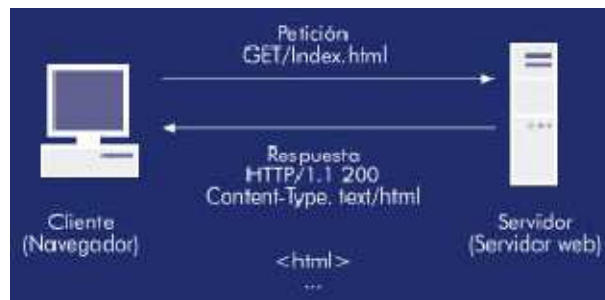 Petición
GET/Index.html
Respuesta
HTTP/1.1 200
Content-Type. text/html
Cliente
(Navegador)
Servidor
(Servidor web)
<html>
...